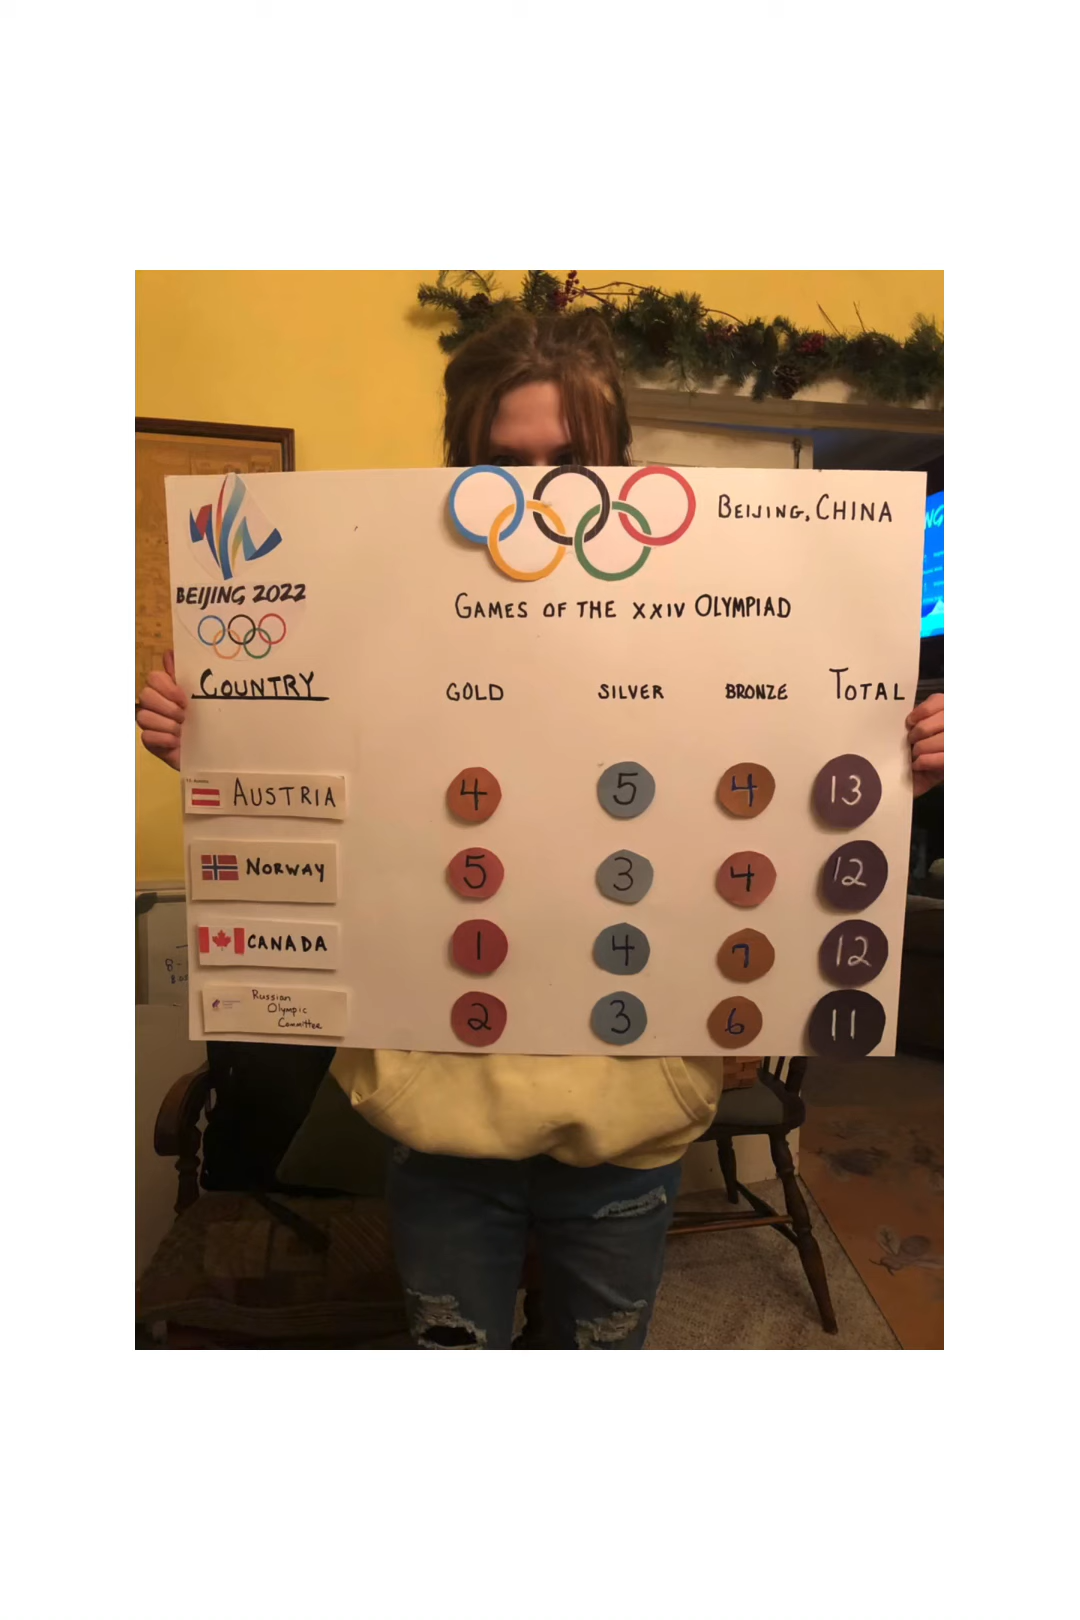 BEIJING, CHINA
BEIJING 2022
GAMES OF THE XXIV OLYMPIAD
COUNTRY GOLD SILVER BRONZE TOTAL
AUSTRIA 4 5 4 13
NORWAY 5 3 4 12
CANADA 1 4 7 12
Russian
Olympic
Committee
2 3 6 11